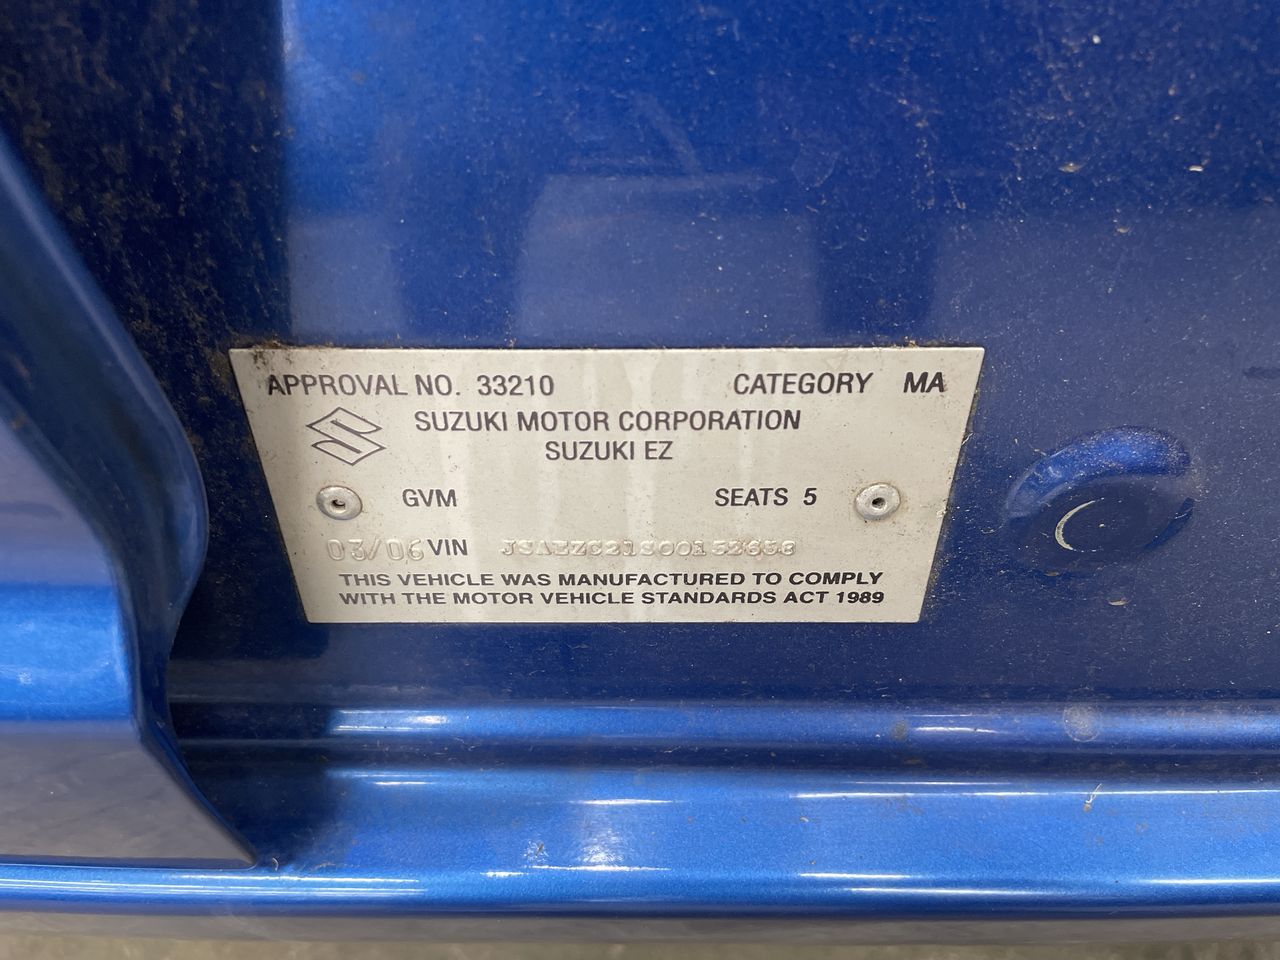 APPROVAL NO. 33210 CATEGORY MA
SUZUKI MOTOR CORPORATION
SUZUKI EZ
GVM SEATS 5
03/06 VIN JSAEZC21S00152658
THIS VEHICLE WAS MANUFACTURED TO COMPLY
WITH THE MOTOR VEHICLE STANDARDS ACT 1989